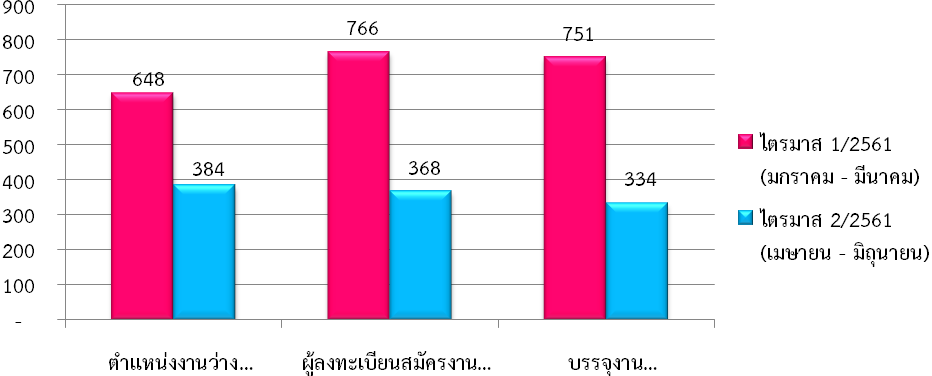 900
800
700
600
500
400
300
200
100
-
648
384
766
368
751
334
ตำแหน่งงานว่าง...
ผู้ลงทะเบียนสมัครงาน...
บรรจุงาน...
ไตรมาส 1/2561
(มกราคม - มีนาคม)
ไตรมาส 2/2561
(เมษายน - มิถุนายน)